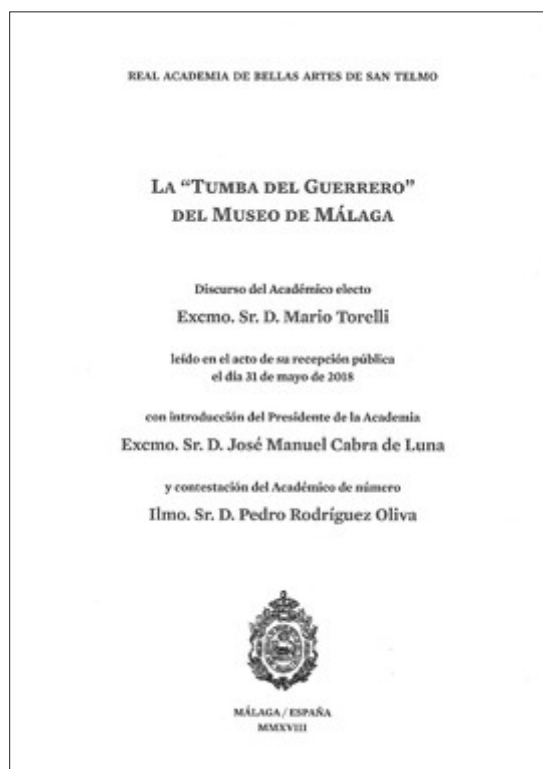 REAL ACADEMIA DE BELLAS ARTES DE SAN TELMO
LA “TUMBA DEL GUERRERO”
DEL MUSEO DE MÁLAGA
Discurso del Académico electo
Excmo. Sr. D. Mario Torelli
leído en el acto de su recepción pública
el día 31 de mayo de 2018
con introducción del Presidente de la Academia
Excmo. Sr. D. José Manuel Cabra de Luna
y contestación del Académico de número
Ilmo. Sr. D. Pedro Rodríguez Oliva
MÁLAGA / ESPAÑA
MMXVIII